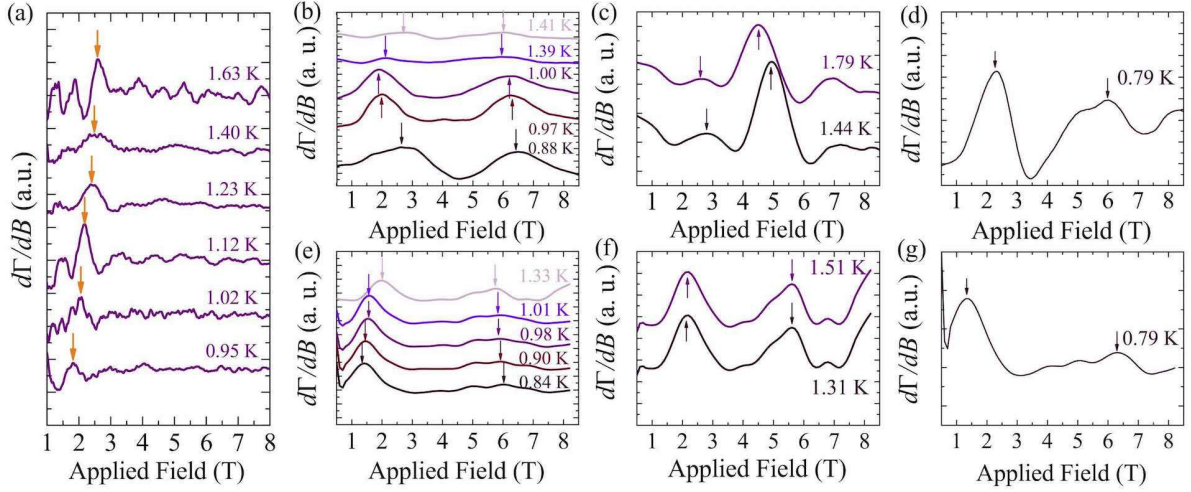 (a)
1.63 K
1.40 K
1.23 K
1.12 K
1.02 K
0.95 K
dΓ/dB (a.u.)
1 2 3 4 5 6 7 8
Applied Field (T)
(b)
1.41 K
1.39 K
1.00 K
0.97 K
0.88 K
dΓ/dB (a. u.)
1 2 3 4 5 6 7 8
Applied Field (T)
(c)
1.79 K
1.44 K
dΓ/dB (a. u.)
1 2 3 4 5 6 7 8
Applied Field (T)
(d)
0.79 K
dΓ/dB (a. u.)
1 2 3 4 5 6 7 8
Applied Field (T)
(e)
1.33 K
1.01 K
0.98 K
0.90 K
0.84 K
dΓ/dB (a. u.)
1 2 3 4 5 6 7 8
Applied Field (T)
(f)
1.51 K
1.31 K
dΓ/dB (a. u.)
1 2 3 4 5 6 7 8
Applied Field (T)
(g)
0.79 K
dΓ/dB (a. u.)
1 2 3 4 5 6 7 8
Applied Field (T)